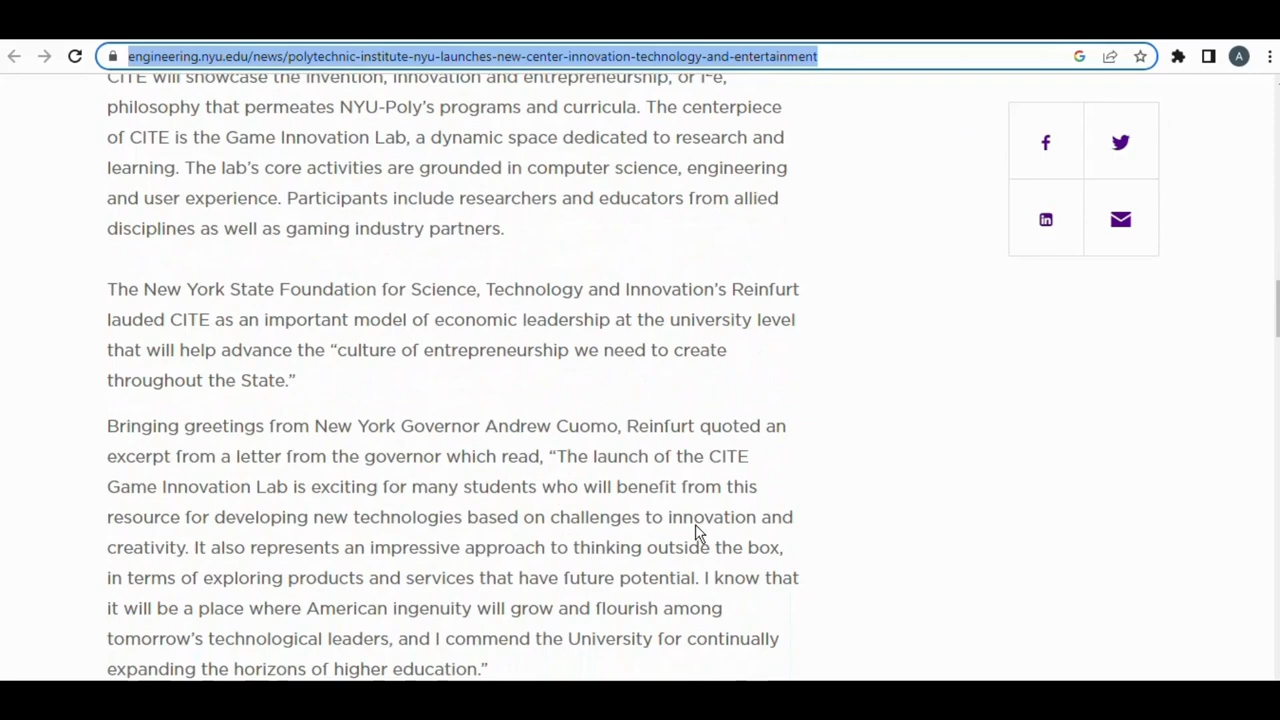 engineering.nyu.edu/news/polytechnic-institute-nyu-launches-new-center-innovation-technology-and-entertainment
A
CITE will showcase the invention, innovation and entrepreneurship, or i²e,
philosophy that permeates NYU-Poly’s programs and curricula. The centerpiece
of CITE is the Game Innovation Lab, a dynamic space dedicated to research and
learning. The lab’s core activities are grounded in computer science, engineering
and user experience. Participants include researchers and educators from allied
disciplines as well as gaming industry partners.
The New York State Foundation for Science, Technology and Innovation’s Reinfurt
lauded CITE as an important model of economic leadership at the university level
that will help advance the “culture of entrepreneurship we need to create
throughout the State.”
Bringing greetings from New York Governor Andrew Cuomo, Reinfurt quoted an
excerpt from a letter from the governor which read, “The launch of the CITE
Game Innovation Lab is exciting for many students who will benefit from this
resource for developing new technologies based on challenges to innovation and
creativity. It also represents an impressive approach to thinking outside the box,
in terms of exploring products and services that have future potential. I know that
it will be a place where American ingenuity will grow and flourish among
tomorrow’s technological leaders, and I commend the University for continually
expanding the horizons of higher education.”